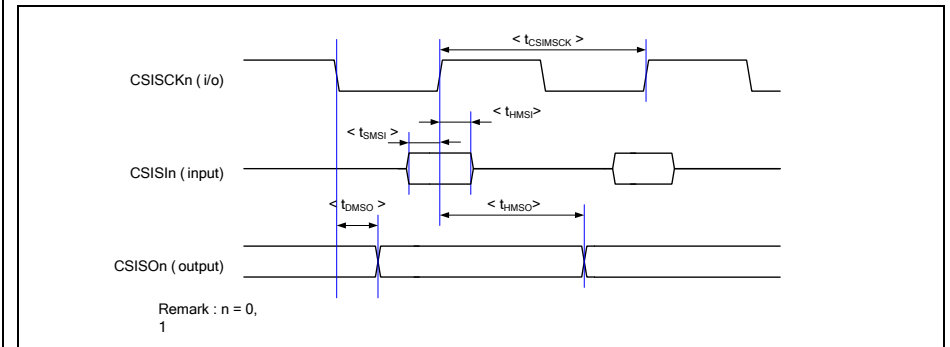 < tCSIMSCK >
CSISCKn ( i/o)
< tHMSI>
< tSMSI >
CSISIn ( input)
< tDMSO >
< tHMSO>
CSISOn ( output)
Remark : n = 0,
1